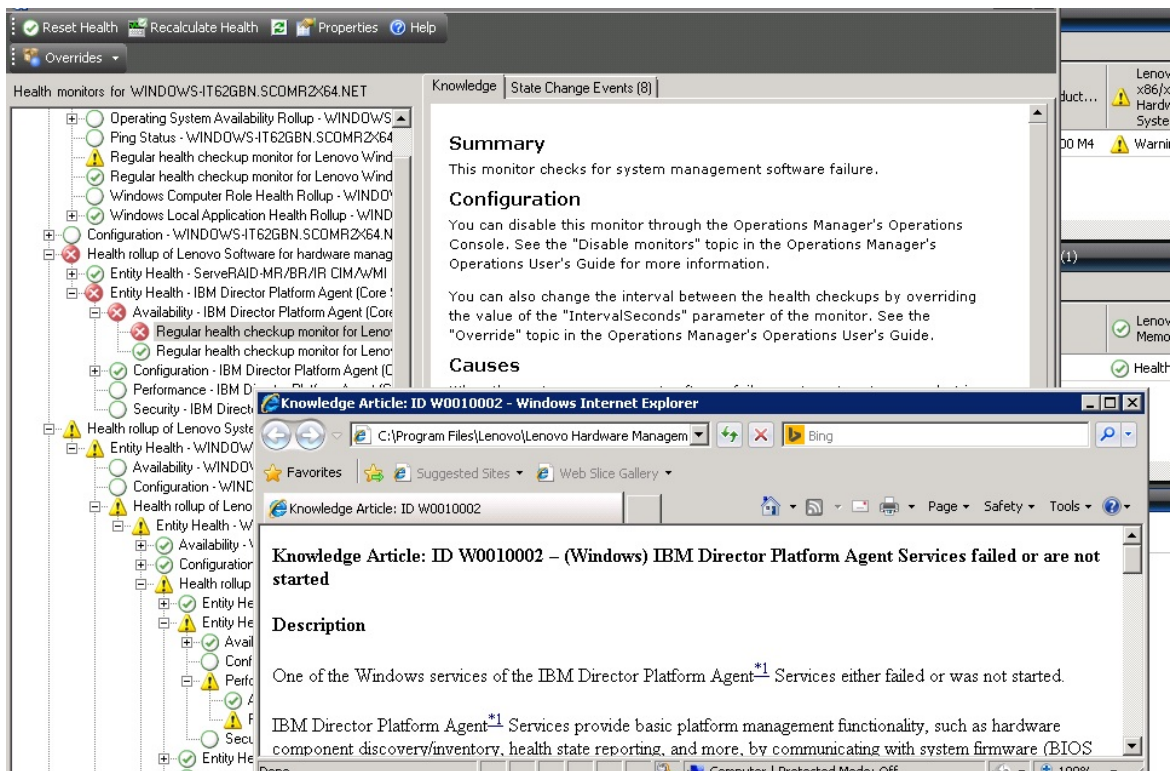 Reset Health Recalculate Health Properties Help
Overrides
Health monitors for WINDOWS-IT62GBN.SCOMR2X64.NET
Operating System Availability Rollup - WINDOWS
Ping Status - WINDOWS-IT62GBN.SCOMR2X64
Regular health checkup monitor for Lenovo Wind
Regular health checkup monitor for Lenovo Wind
Windows Computer Role Health Rollup - WINDO
Windows Local Application Health Rollup - WIND
Configuration - WINDOWS-IT62GBN.SCOMR2X64.N
Health rollup of Lenovo Software for hardware manag
Entity Health - ServeRAID-MR/BR/IR CIM/WMI
Entity Health - IBM Director Platform Agent (Core
Availability - IBM Director Platform Agent (Core
Regular health checkup monitor for Leno
Regular health checkup monitor for Leno
Configuration - IBM Director Platform Agent (C
Performance - IBM
Security - IBM Direct
Health rollup of Lenovo Syste
Entity Health - WINDOW
Availability - WINDO
Configuration - WIND
Health rollup of Leno
Entity Health - W
Availability -
Configuration
Health rollup
Entity He
Entity He
Avail
Conf
Perfo
Secu
Entity He
Knowledge State Change Events (8)
Summary
This monitor checks for system management software failure.
Configuration
You can disable this monitor through the Operations Manager's Operations
Console. See the "Disable monitors" topic in the Operations Manager's
Operations User's Guide for more information.
You can also change the interval between the health checkups by overriding
the value of the "IntervalSeconds" parameter of the monitor. See the
"Override" topic in the Operations Manager's Operations User's Guide.
Causes
duct...
Lenov
x86/x
Hardw
Syste
00 M4
Warni
(1)
Lenov
Memo
Health
Knowledge Article: ID W0010002 - Windows Internet Explorer
C:\Program Files\Lenovo\Lenovo Hardware Managem
Bing
Favorites Suggested Sites Web Slice Gallery
Knowledge Article: ID W0010002
Page Safety Tools
Knowledge Article: ID W0010002 – (Windows) IBM Director Platform Agent Services failed or are not
started
Description
One of the Windows services of the IBM Director Platform Agent*1 Services either failed or was not started.
IBM Director Platform Agent*1 Services provide basic platform management functionality, such as hardware
component discovery/inventory, health state reporting, and more, by communicating with system firmware (BIOS
Done
Computer | Protected Mode: Off
100%